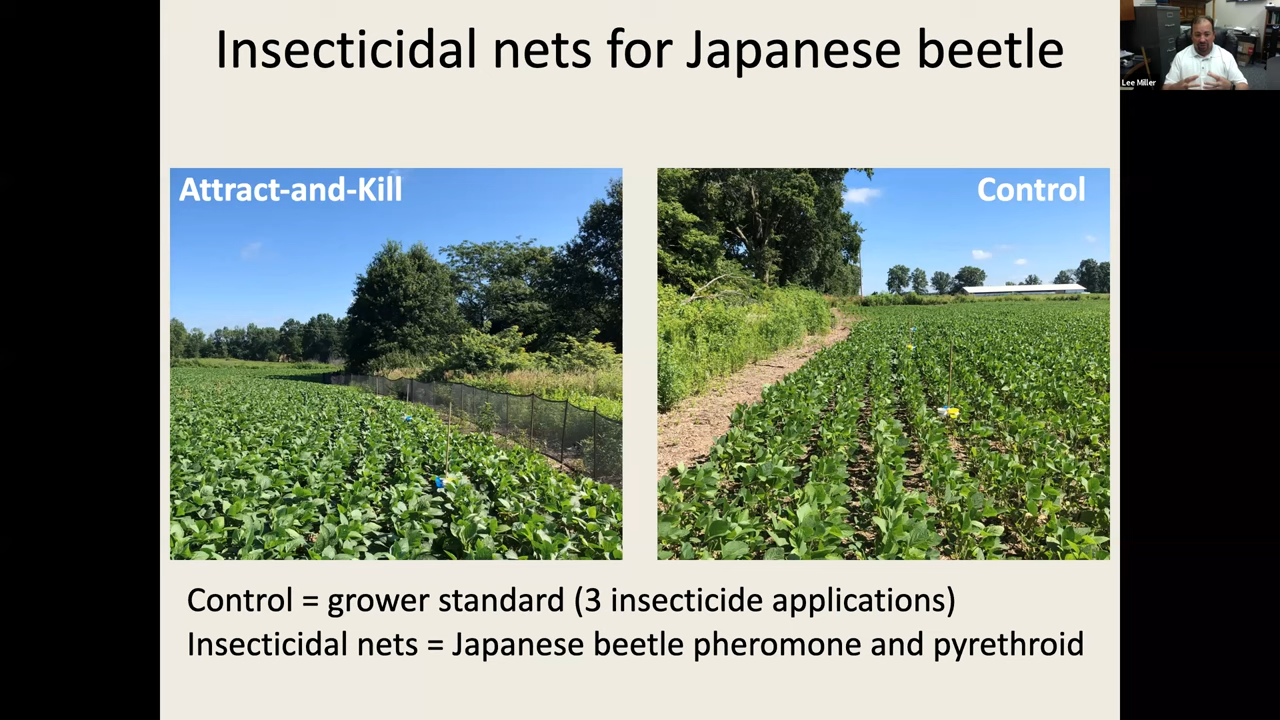 Insecticidal nets for Japanese beetle
Lee Miller
Attract-and-Kill
Control
Control = grower standard (3 insecticide applications)
Insecticidal nets = Japanese beetle pheromone and pyrethroid